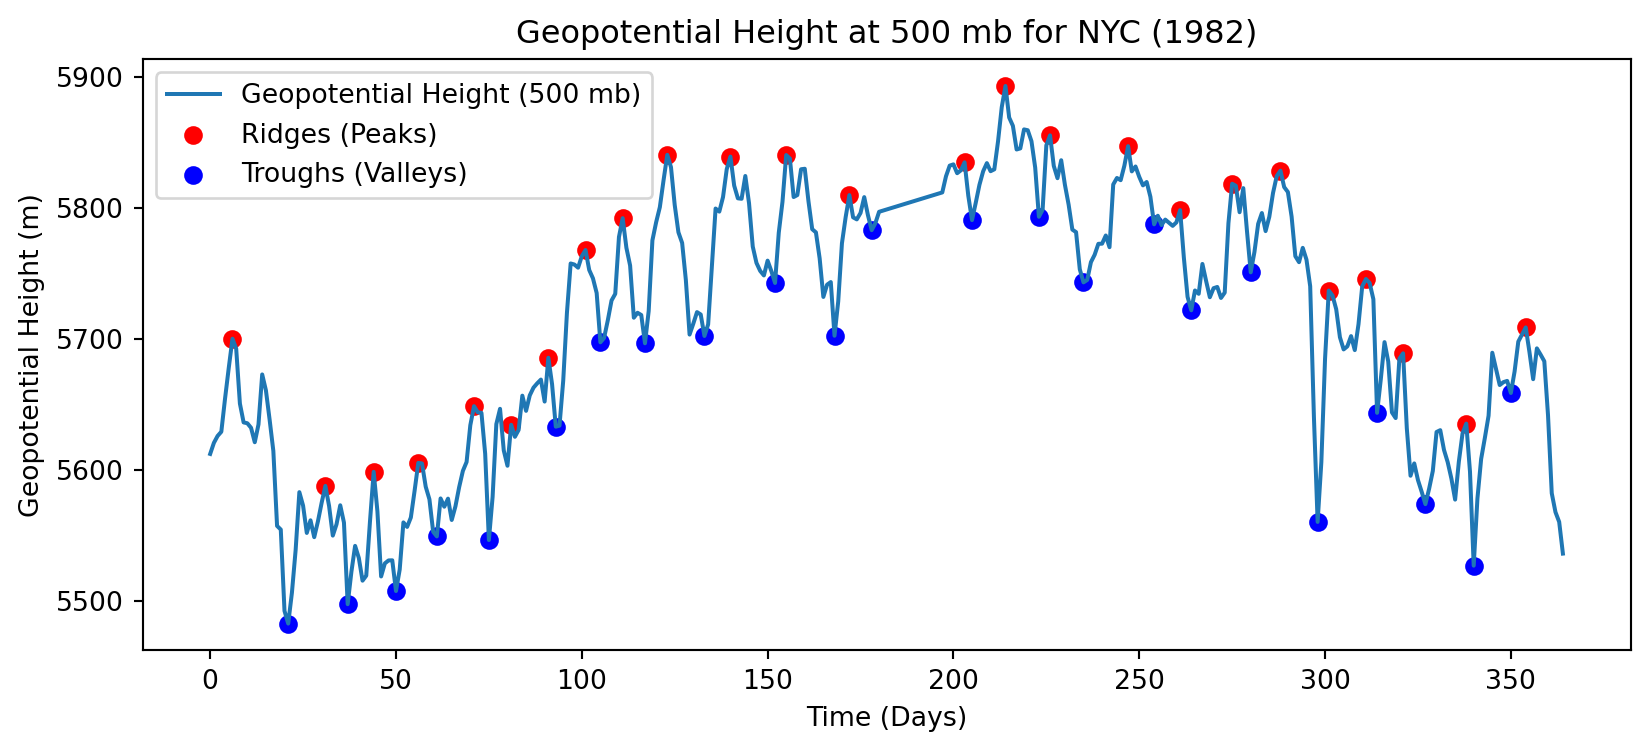 Geopotential Height at 500 mb for NYC (1982)
Geopotential Height (500 mb)
Ridges (Peaks)
Troughs (Valleys)
Geopotential Height (m)
5900
5800
5700
5600
5500
0 50 100 150 200 250 300 350
Time (Days)